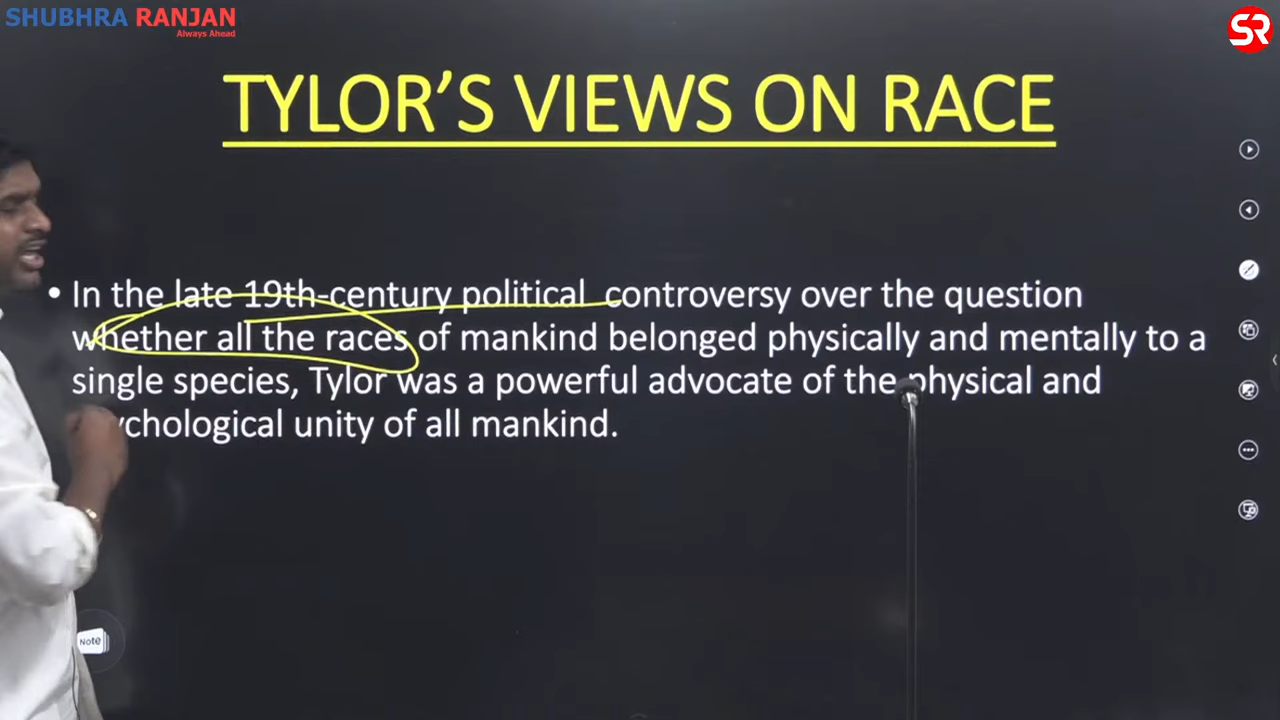 SHUBHRA RANJAN
Always Ahead
SR
TYLOR'S VIEWS ON RACE
• In the late 19th-century political controversy over the question
whether all the races of mankind belonged physically and mentally to a
single species, Tylor was a powerful advocate of the physical and
ychological unity of all mankind.
Note